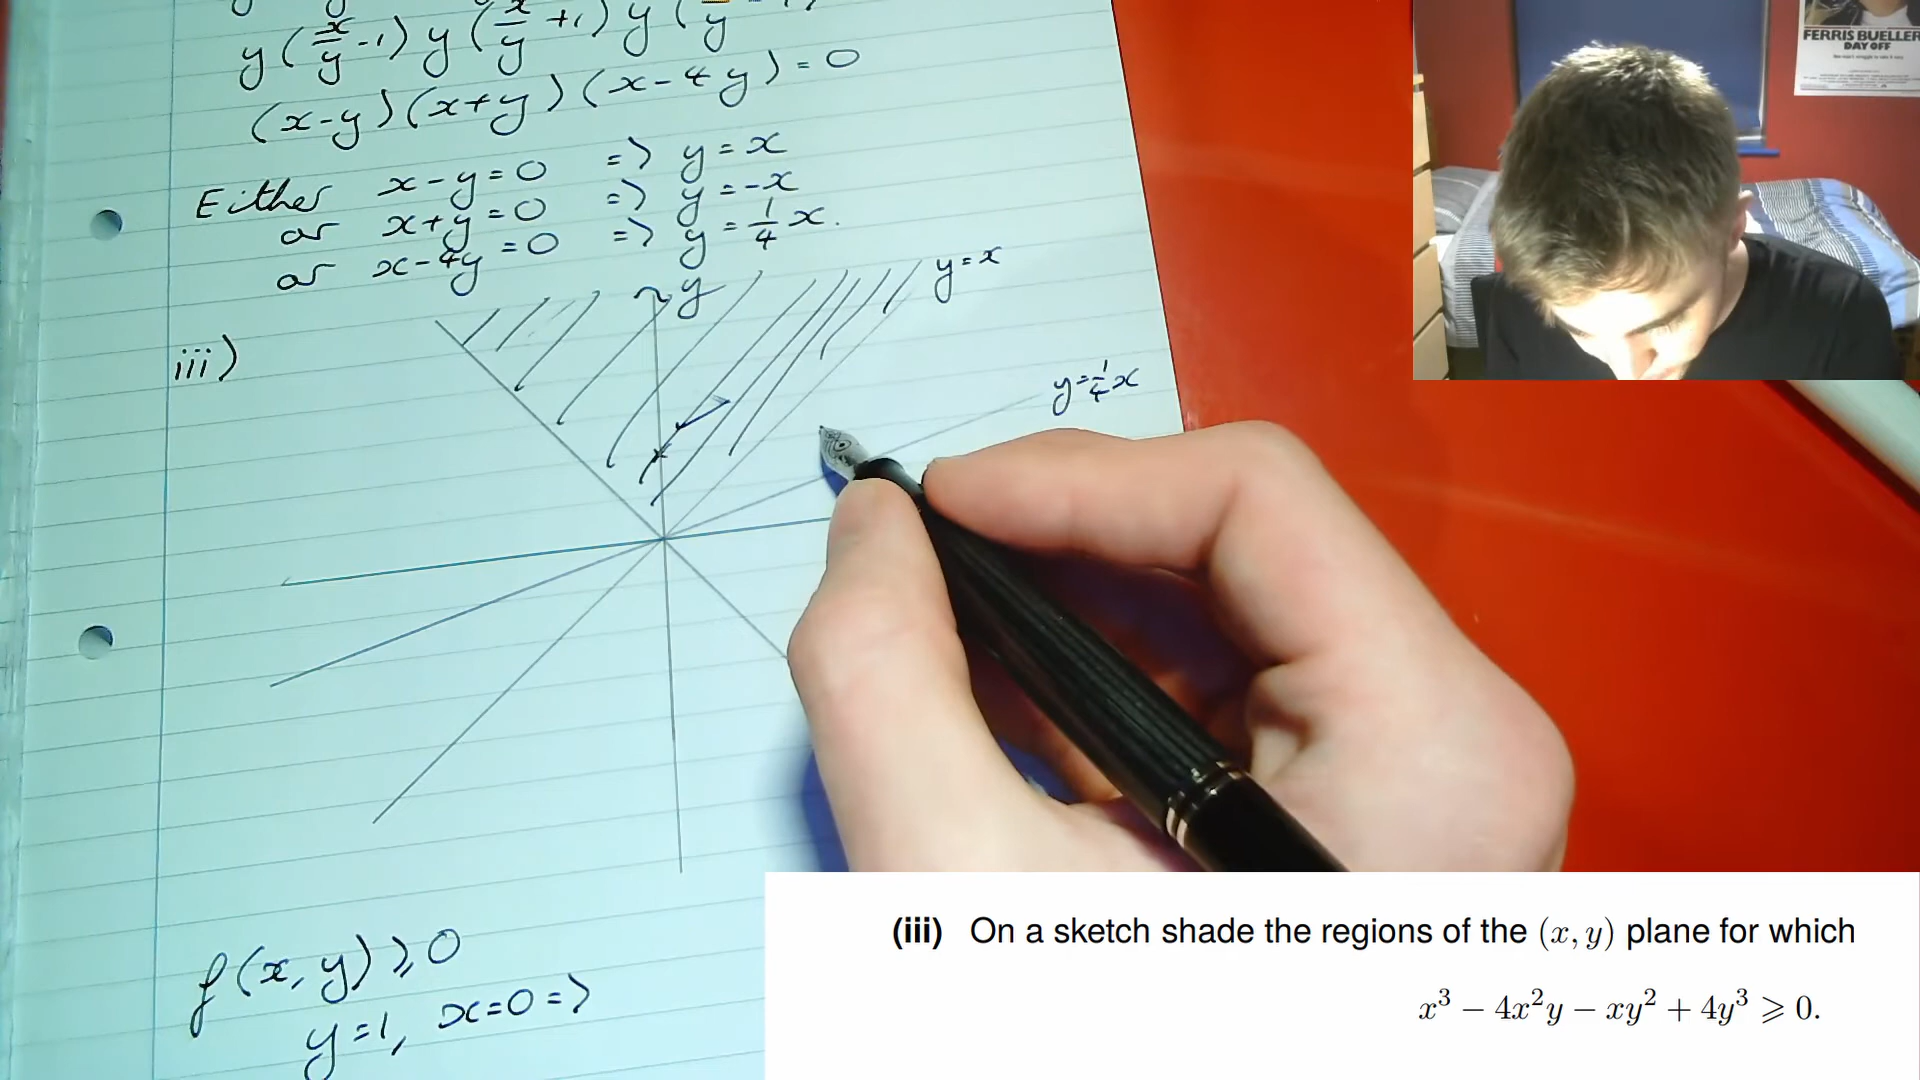 y(x/y-1)y(x/y+1)y(
(x-y)(x+y)(x-4y)=0
Either x-y=0 => y=x
or x+y=0 => y=-x
or x-4y=0 => y=1/4x.
iii)
y
y=x
y=1/4x
f(x,y)⩾0
y=1, x=0=>
FERRIS BUELLER
DAY OFF
(iii) On a sketch shade the regions of the (x, y) plane for which
x³ − 4x²y − xy² + 4y³ ⩾ 0.